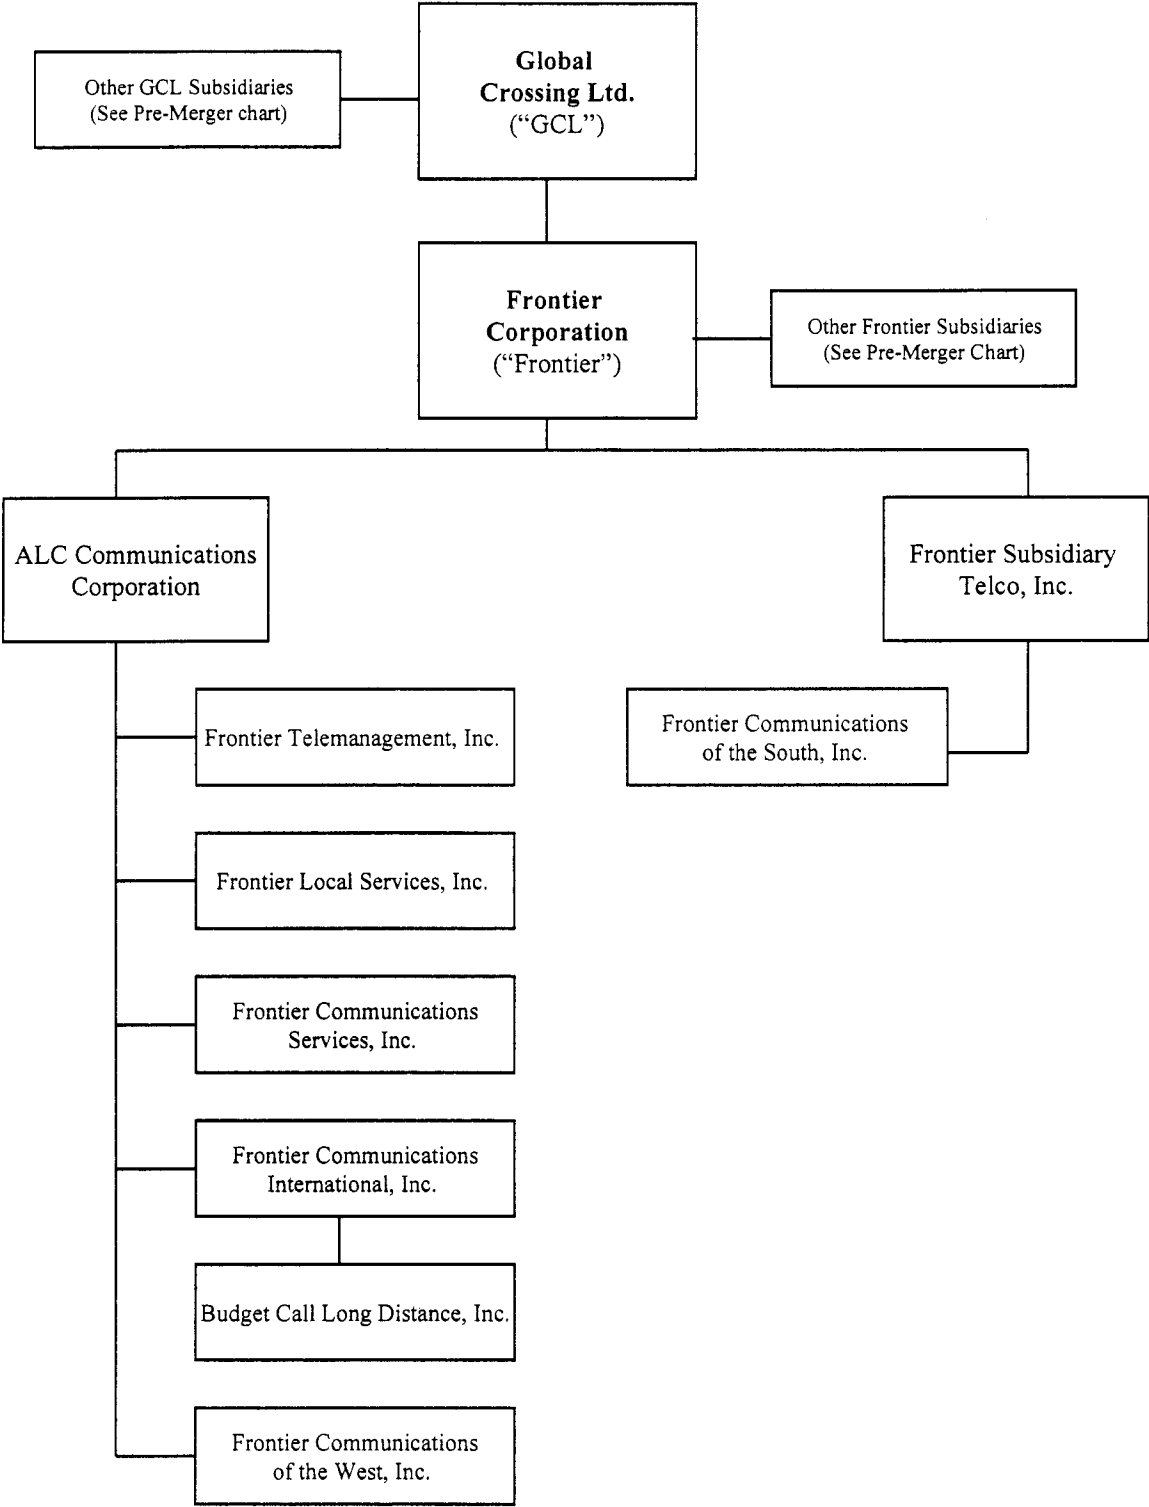 Global
Crossing Ltd.
(“GCL”)
Other GCL Subsidiaries
(See Pre-Merger chart)
Frontier
Corporation
(“Frontier”)
Other Frontier Subsidiaries
(See Pre-Merger Chart)
ALC Communications
Corporation
Frontier Subsidiary
Telco, Inc.
Frontier Telemanagement, Inc.
Frontier Communications
of the South, Inc.
Frontier Local Services, Inc.
Frontier Communications
Services, Inc.
Frontier Communications
International, Inc.
Budget Call Long Distance, Inc.
Frontier Communications
of the West, Inc.